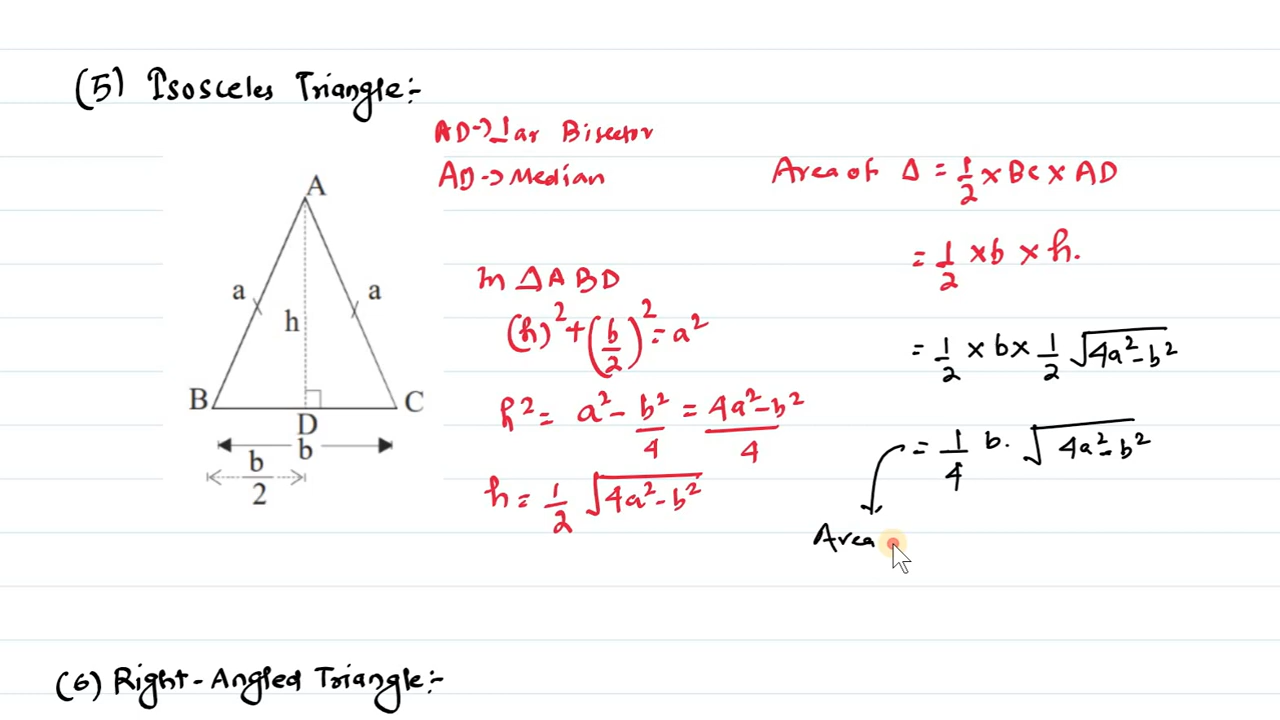 (5) Isosceles Triangle:-
AD→⊥ar Bisector
AD→Median
A
a
a
h
B
C
D
b
b/2
In ΔABD
(h)²+(b/2)²=a²
h²= a² - b²/4 = 4a²-b²/4
h = 1/2 √4a²-b²
Area of Δ = 1/2 × BC × AD
= 1/2 × b × h.
= 1/2 × b × 1/2 √4a²-b²
= 1/4 b. √4a²-b²
Area
(6) Right-Angled Triangle:-